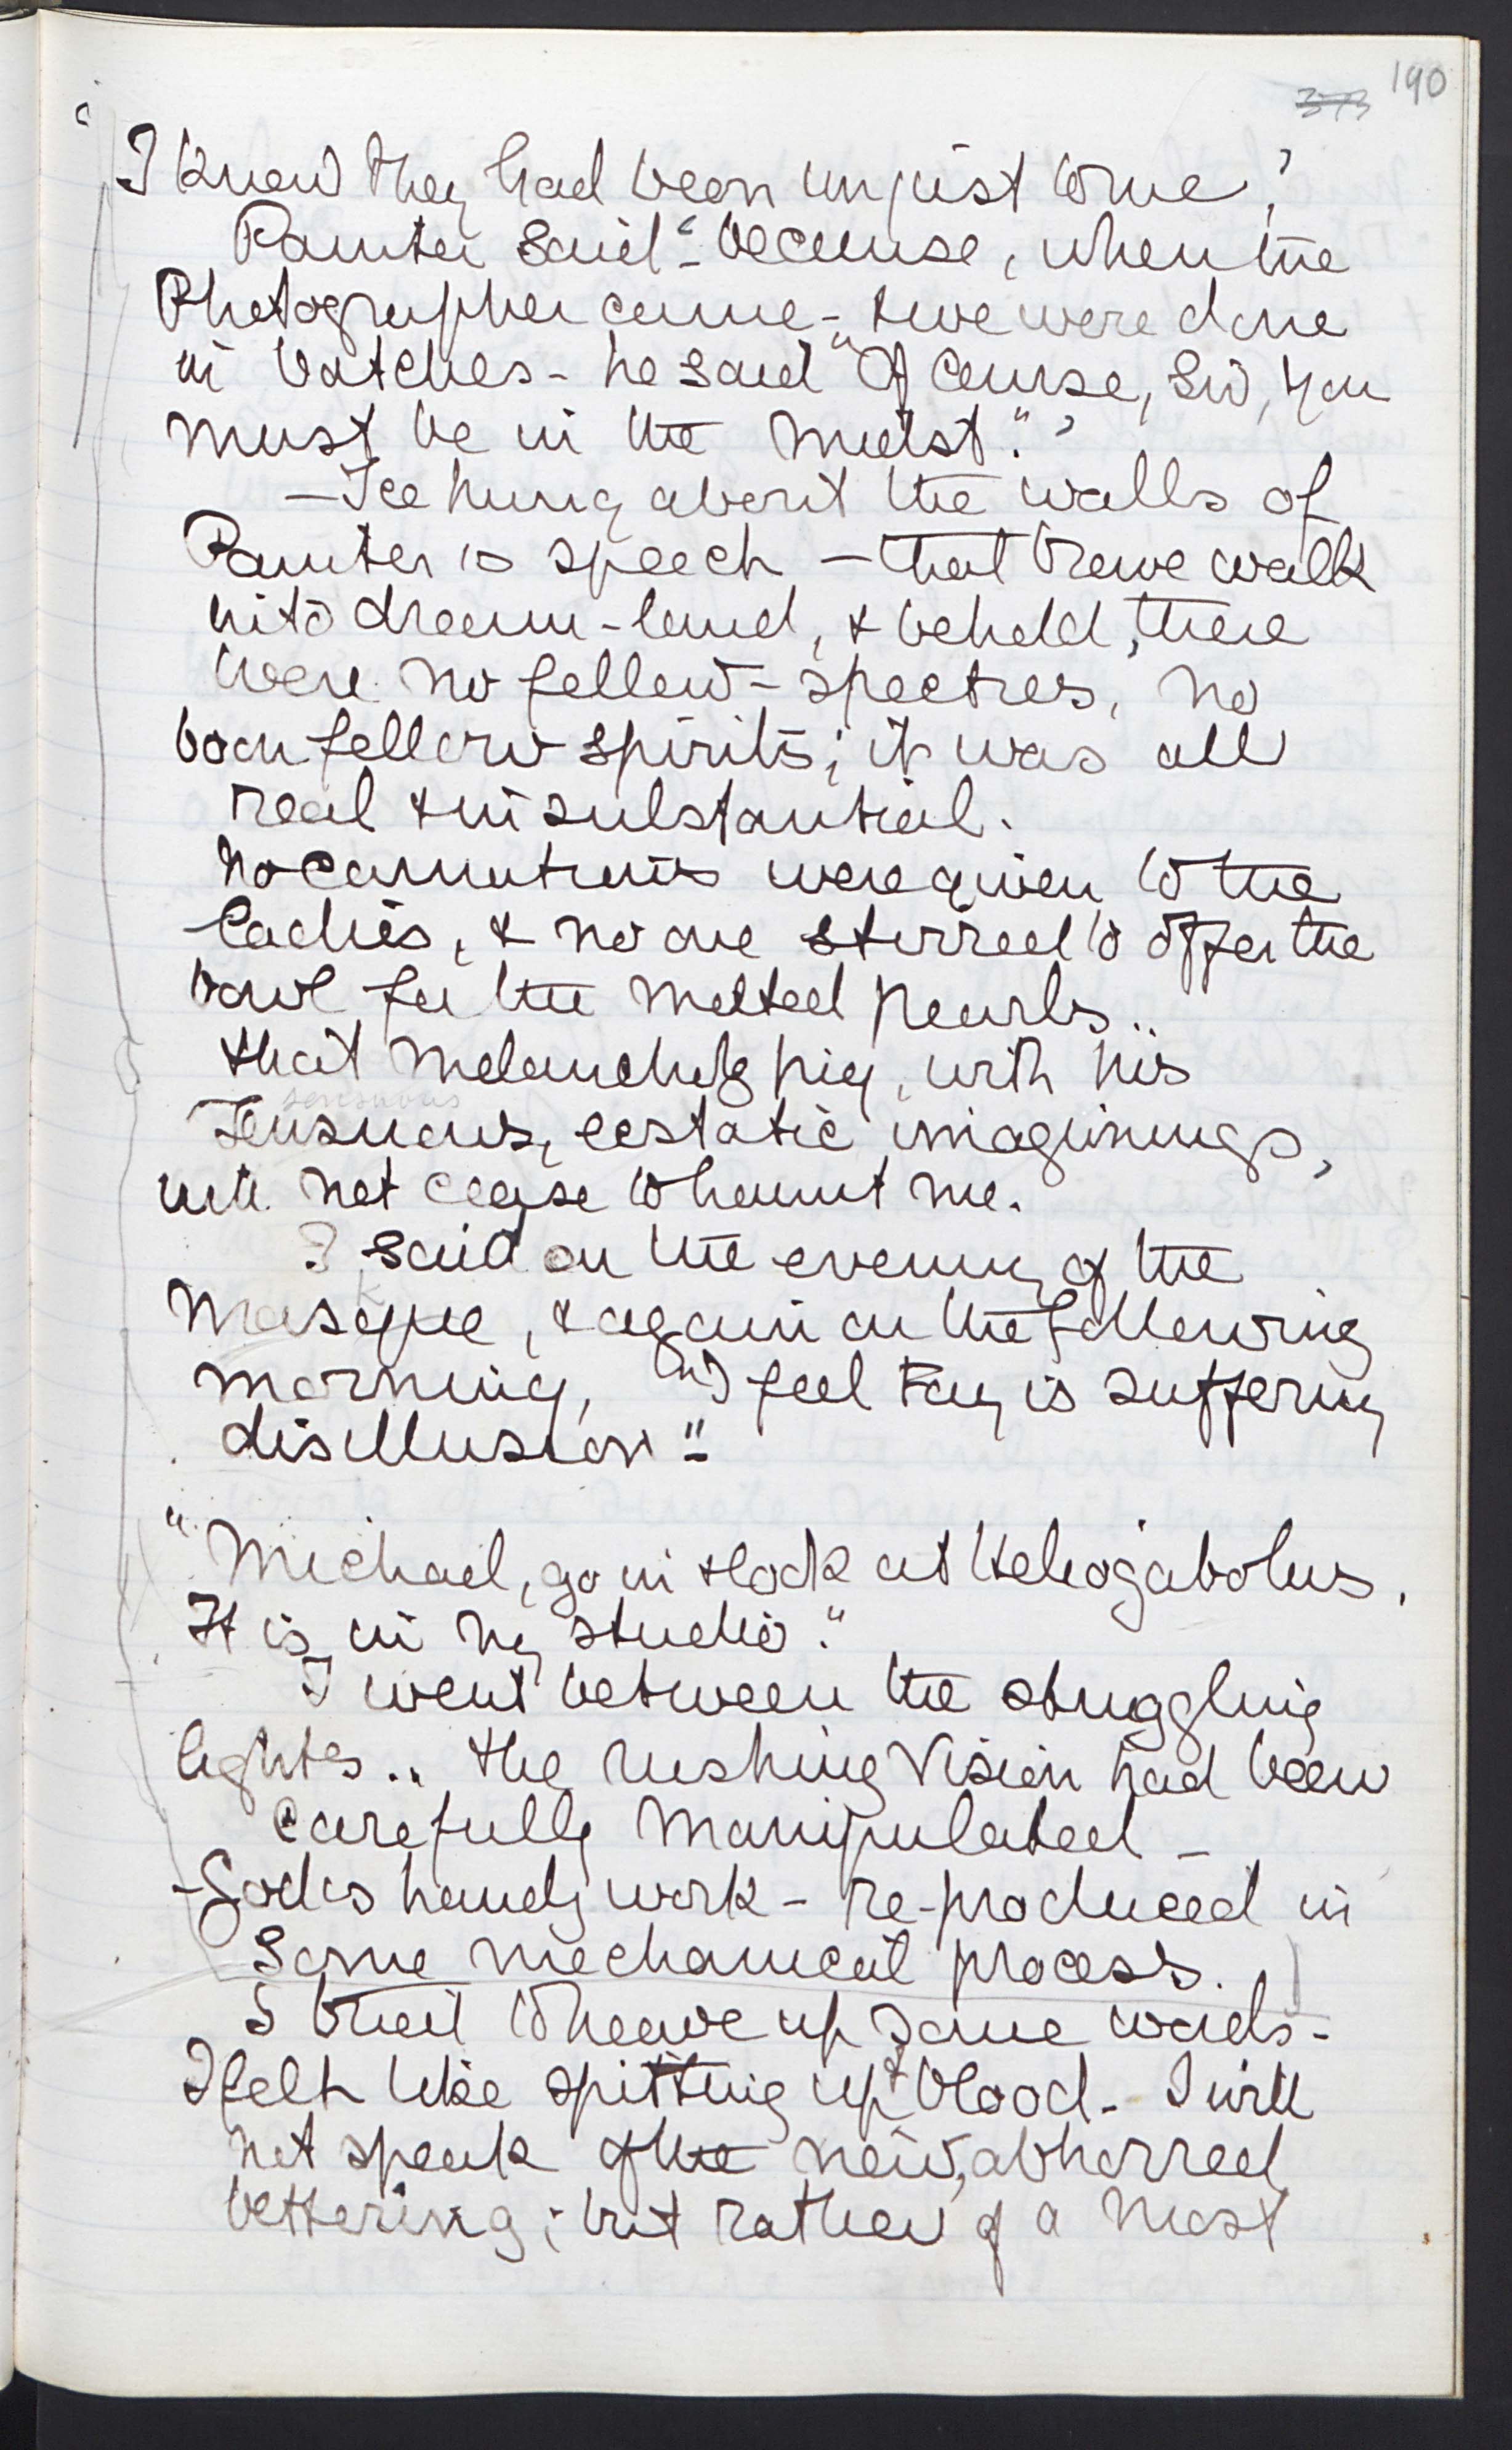 190
373
'I knew they had been unjust to me,'
Painter said '- because, when the
Photographer came - & we were done
in batches - he said "Of course, Sir, you
must be in the midst." '
- Ice hung about the walls of
Painter's speech - that brave walk
into dream-land, & behold, there
were no fellow-spectres, no
boon-fellow spirits; it was all
real & insubstantial.
No carnations were given to the
ladies, & no one stirred to offer the
bowl for the melted pearls..
that melancholy pig, with his
sensuous
sensuous, ecstatic imaginings,
will not cease to haunt me.
I said on the evening of the
Masque, & again on the following
morning, "I feel Fay is suffering
disillusion"-
"Michael, go in & look at Heliogabolus.
It is in my studio."
I went between the struggling
lights.. the rushing Vision had been
carefully manipulated -
- God's handy work - re-produced in
some mechanical process.
I tried to heave up some words -
I felt like spitting up blood - I will
not speak of the new, abhorred
bettering; but rather of a most